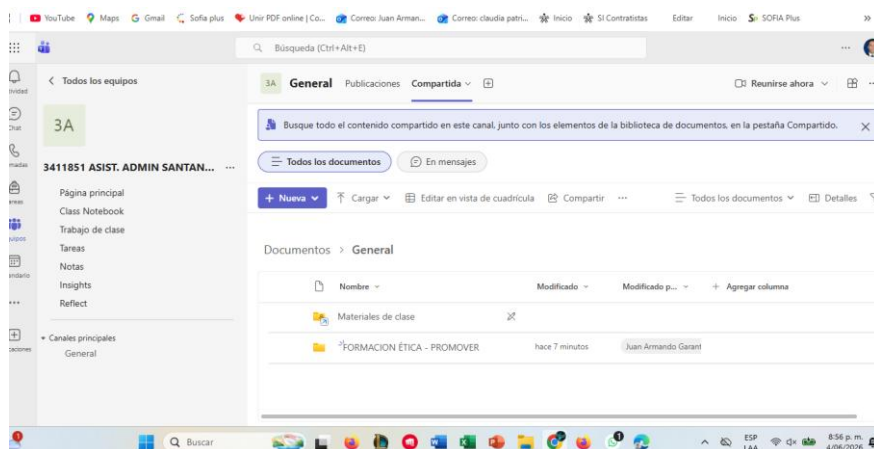 YouTube Maps Gmail Sofia plus Unir PDF online | Co... Correo: Juan Arman... Correo: claudia patri... Inicio SI Contratistas Editar Inicio SOFIA Plus »
Búsqueda (Ctrl+Alt+E)
Todos los equipos
3A General Publicaciones Compartida Reunirse ahora
Chat
3A
Busque todo el contenido compartido en este canal, junto con los elementos de la biblioteca de documentos, en la pestaña Compartido.
3411851 ASIST. ADMIN SANTAN... ...
Todos los documentos En mensajes
Página principal
Class Notebook
Trabajo de clase
Tareas
Notas
Insights
Reflect
+ Nueva Cargar Editar en vista de cuadrícula Compartir ... Todos los documentos Detalles
Documentos > General
Nombre Modificado Modificado p... + Agregar columna
Materiales de clase
FORMACION ÉTICA - PROMOVER hace 7 minutos Juan Armando Garant
Canales principales
General
Buscar
ESP
LAA
8:56 p. m.
4/06/2026